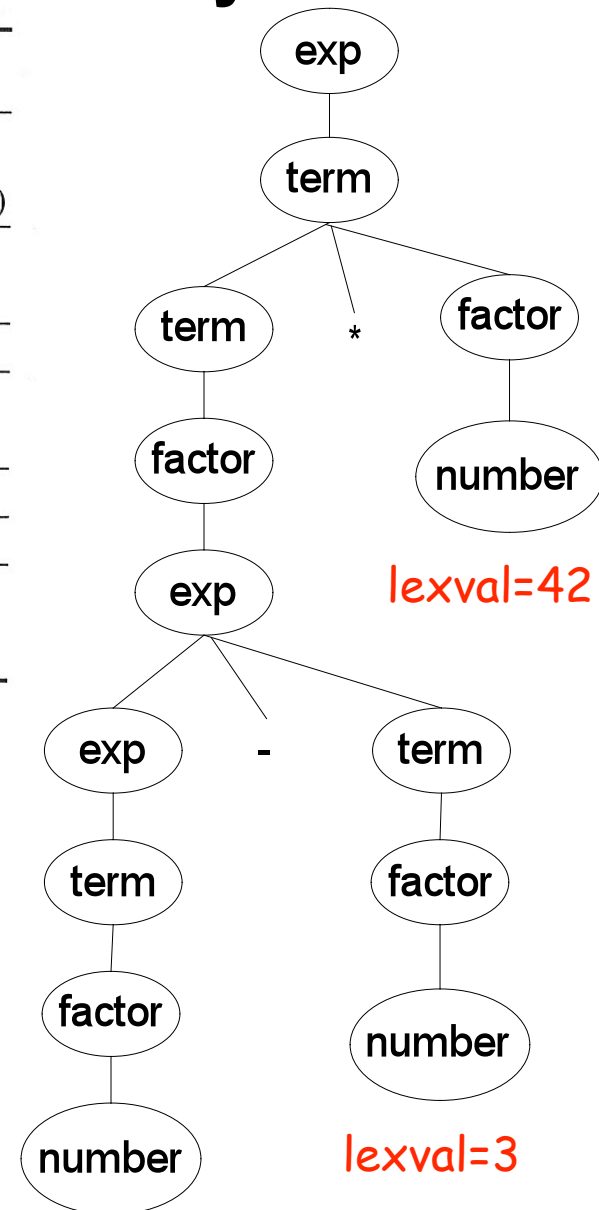 )
exp
term
term * factor
factor number
exp lexval=42
exp - term
term factor
factor number
number lexval=3